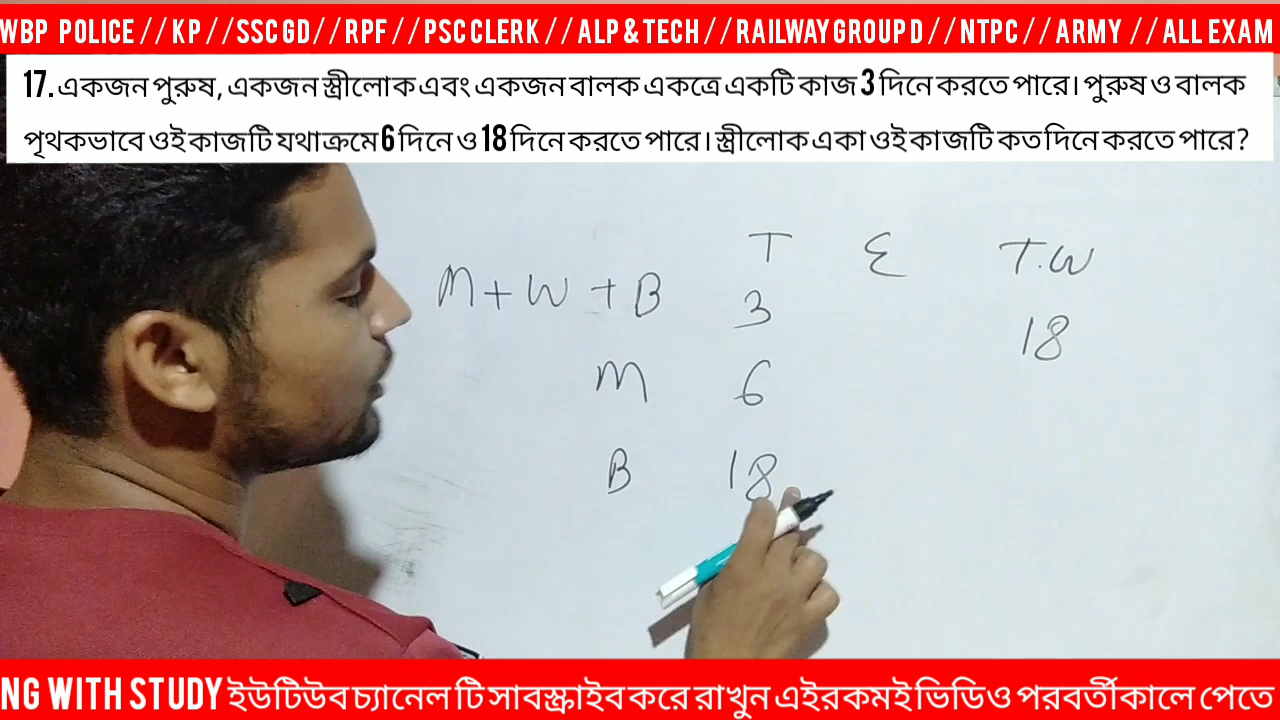 WBP POLICE // KP // SSC GD // RPF // PSC CLERK // ALP & TECH // RAILWAY GROUP D // NTPC // ARMY // ALL EXAM
17. একজন পুরুষ, একজন স্ত্রীলোক এবং একজন বালক একত্রে একটি কাজ 3 দিনে করতে পারে। পুরুষ ও বালক
পৃথকভাবে ওই কাজটি যথাক্রমে 6 দিনে ও 18 দিনে করতে পারে। স্ত্রীলোক একা ওই কাজটি কত দিনে করতে পারে?
T E T.W
M+W+B 3 18
M 6
B 18
NG WITH STUDY ইউটিউব চ্যানেল টি সাবস্ক্রাইব করে রাখুন এইরকমই ভিডিও পরবর্তীকালে পেতে